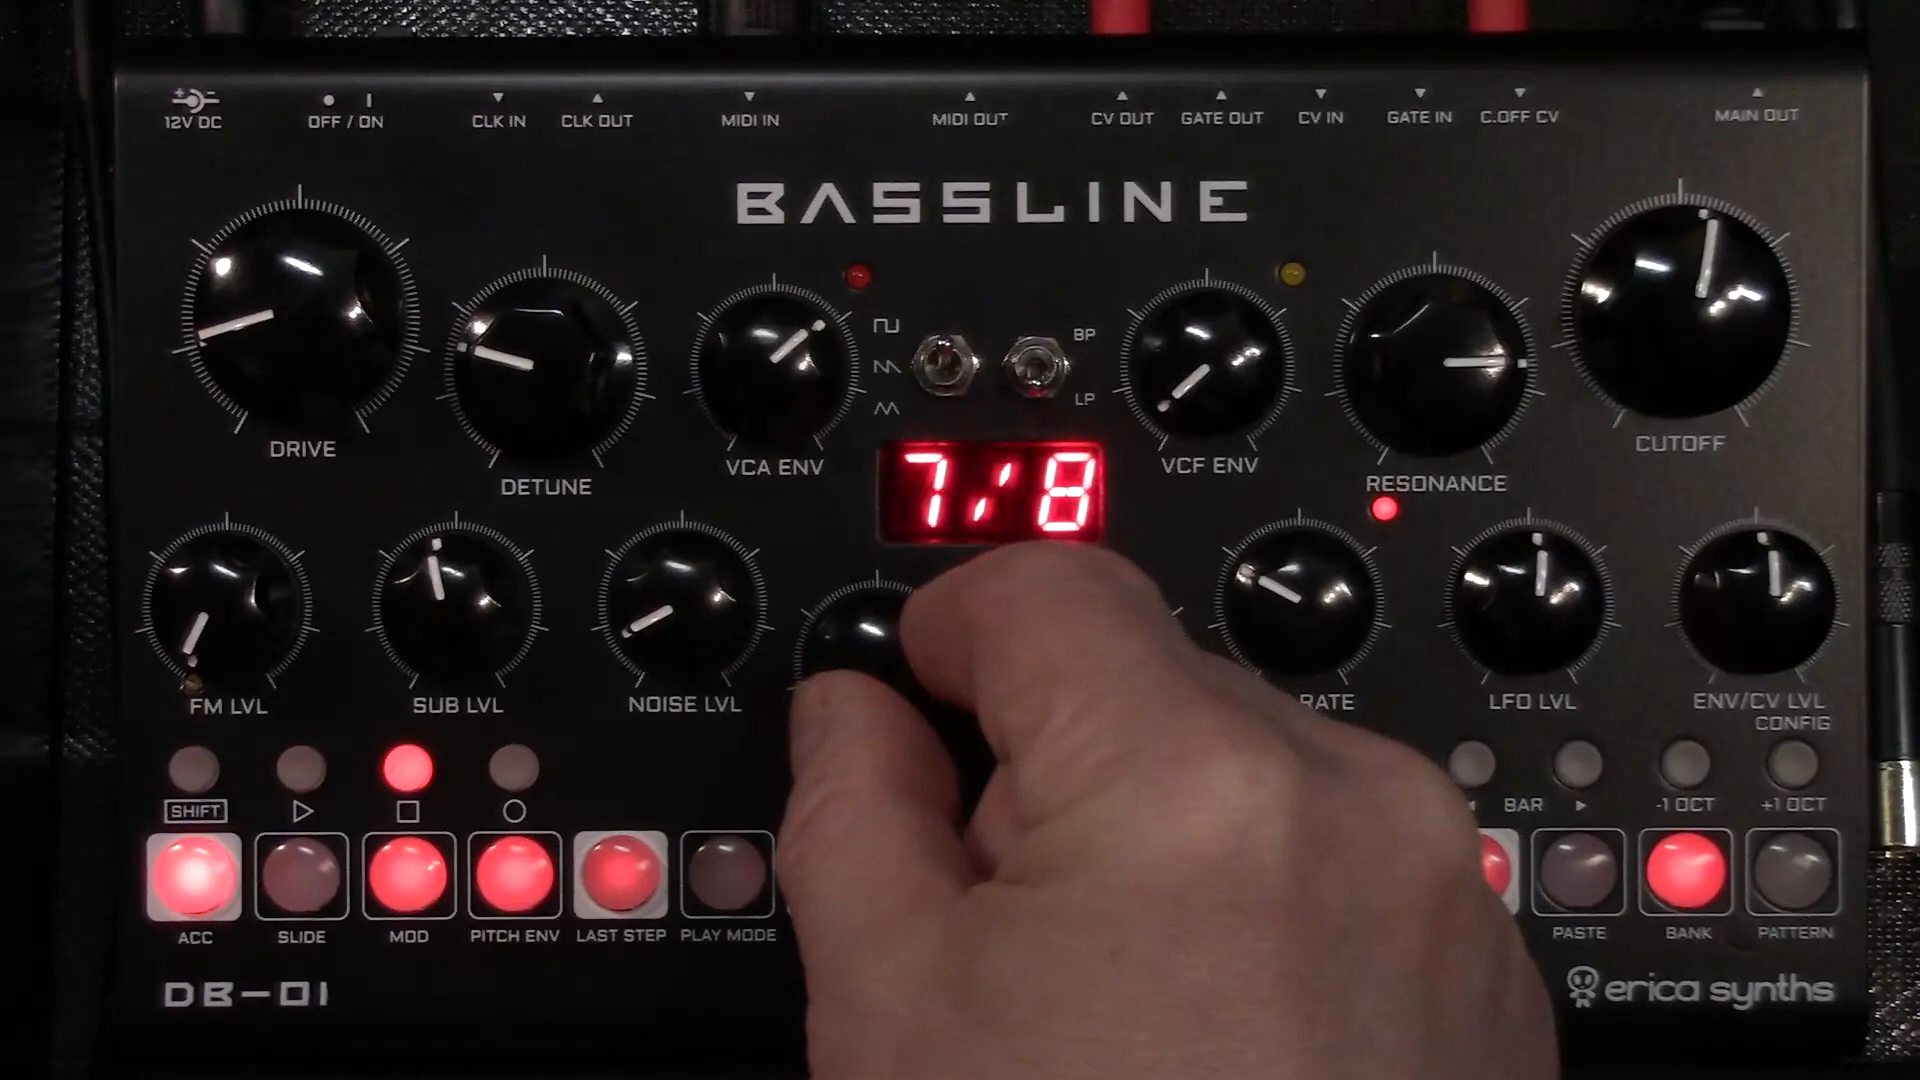 12V DC
OFF / ON
CLK IN
CLK OUT
MIDI IN
MIDI OUT
CV OUT
GATE OUT
CV IN
GATE IN
C.OFF CV
MAIN OUT
BASSLINE
BP
LP
DRIVE
DETUNE
VCA ENV
VCF ENV
RESONANCE
CUTOFF
7/8
FM LVL
SUB LVL
NOISE LVL
RATE
LFO LVL
ENV/CV LVL
CONFIG
SHIFT
BAR
-1 OCT
+1 OCT
ACC
SLIDE
MOD
PITCH ENV
LAST STEP
PLAY MODE
PASTE
BANK
PATTERN
DB-01
erica synths